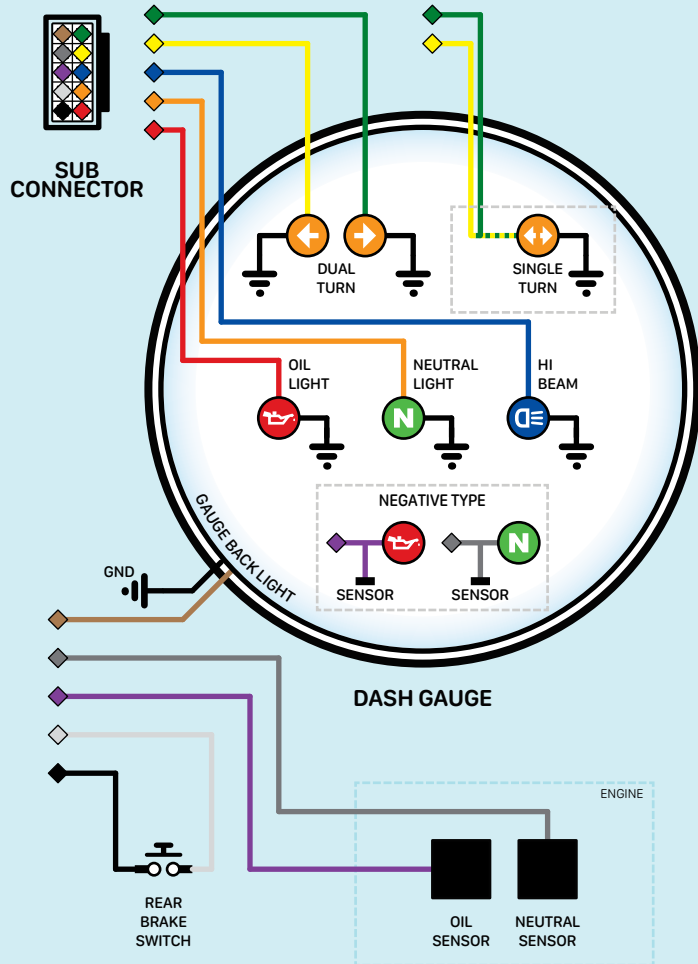 SUB
CONNECTOR
DUAL
TURN
SINGLE
TURN
OIL
LIGHT
NEUTRAL
LIGHT
HI
BEAM
N
NEGATIVE TYPE
N
SENSOR
SENSOR
GAUGE BACK LIGHT
GND
DASH GAUGE
ENGINE
REAR
BRAKE
SWITCH
OIL
SENSOR
NEUTRAL
SENSOR